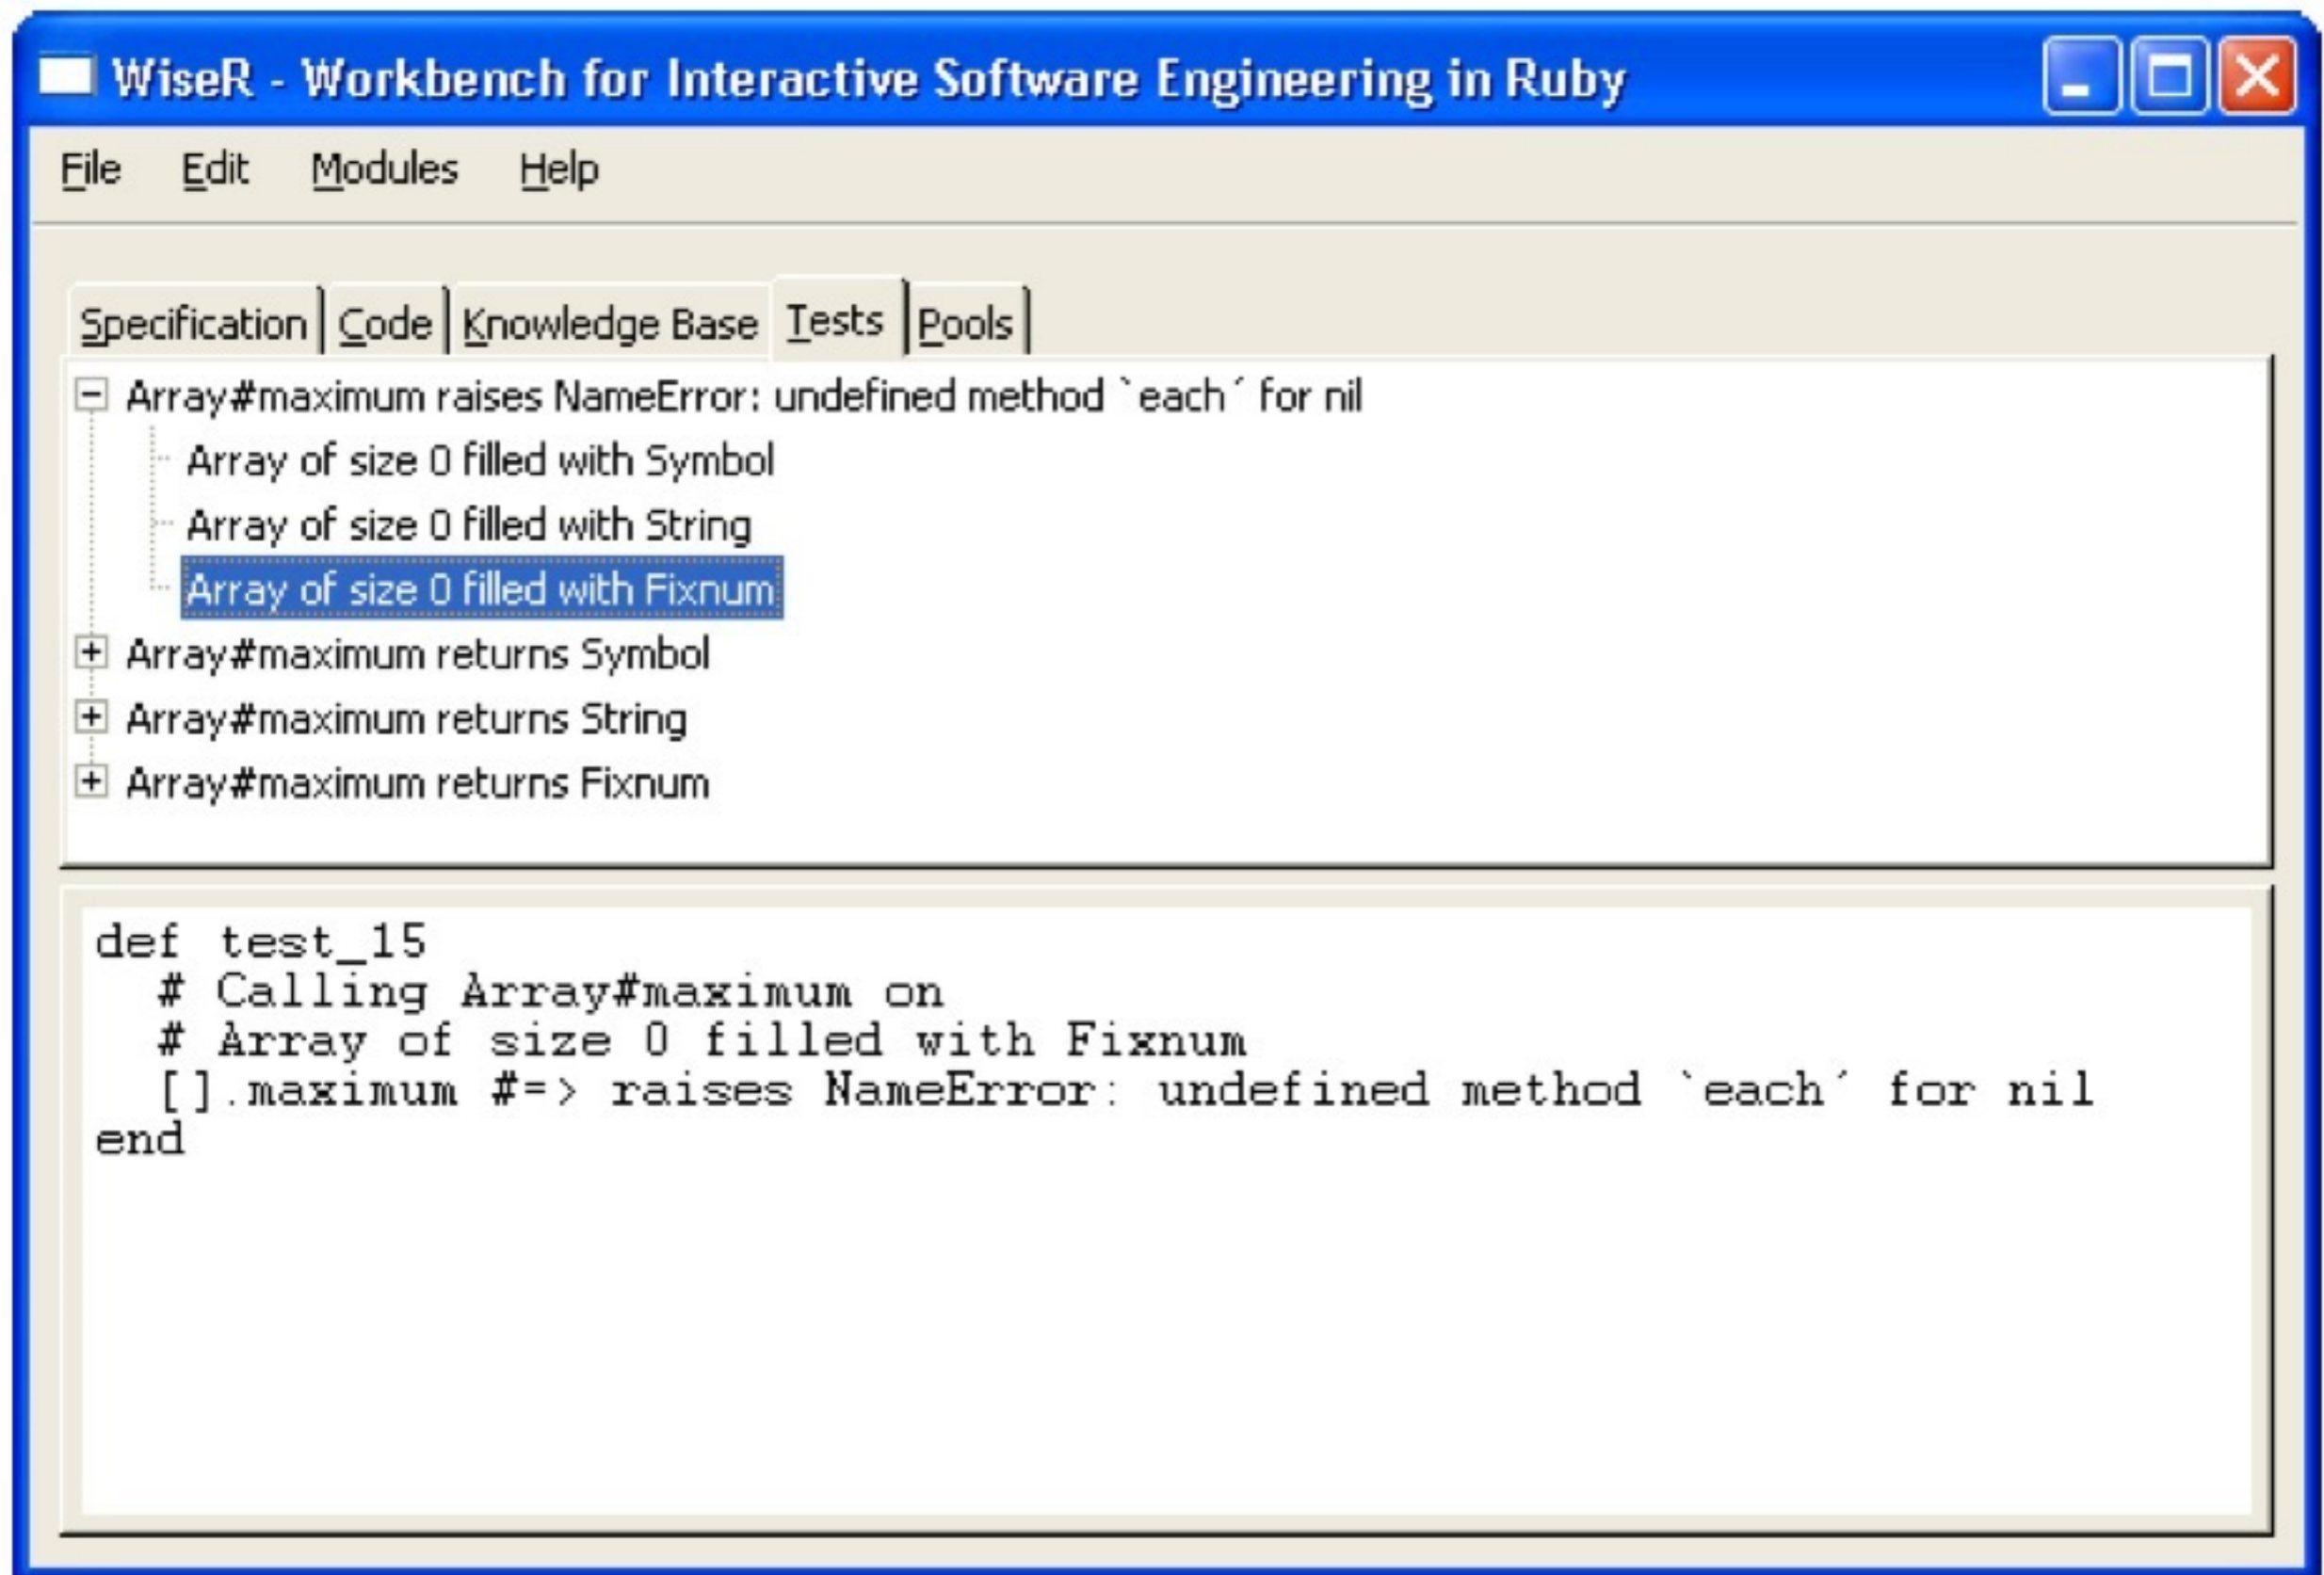 WiseR - Workbench for Interactive Software Engineering in Ruby
File Edit Modules Help
Specification Code Knowledge Base Tests Pools
Array#maximum raises NameError: undefined method `each´ for nil
Array of size 0 filled with Symbol
Array of size 0 filled with String
Array of size 0 filled with Fixnum
Array#maximum returns Symbol
Array#maximum returns String
Array#maximum returns Fixnum
def test_15
  # Calling Array#maximum on
  # Array of size 0 filled with Fixnum
  [].maximum #=> raises NameError: undefined method `each´ for nil
end